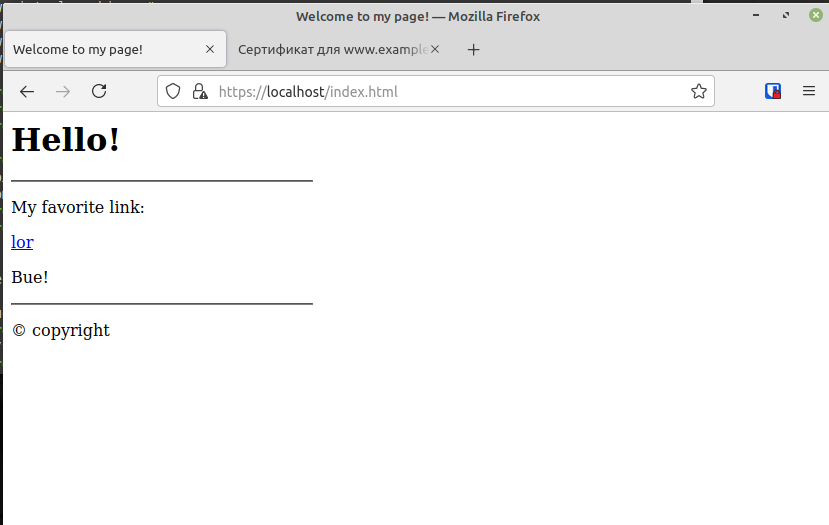 Welcome to my page! — Mozilla Firefox
Welcome to my page!
Сертификат для www.example
https://localhost/index.html
Hello!
My favorite link:
lor
Bue!
© copyright